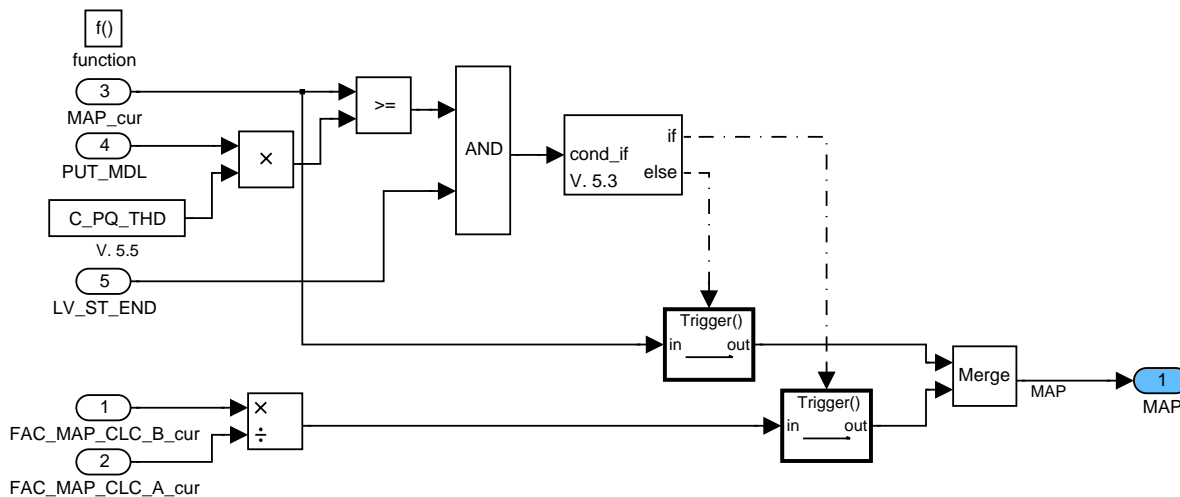 f()
function
3
MAP_cur
>=
4
PUT_MDL
×
AND
cond_if
V. 5.3
if
else
C_PQ_THD
V. 5.5
5
LV_ST_END
Trigger()
in
out
Merge
MAP
1
MAP
Trigger()
in
out
1
FAC_MAP_CLC_B_cur
×
÷
2
FAC_MAP_CLC_A_cur